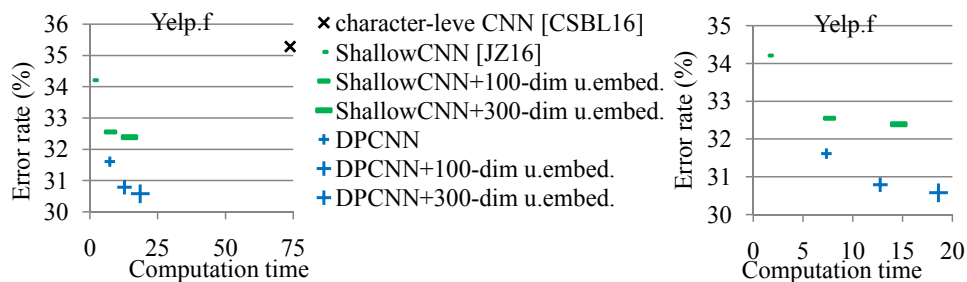 Yelp.f
Error rate (%)
36
35
34
33
32
31
30
0
25
50
75
Computation time
character-leve CNN [CSBL16]
ShallowCNN [JZ16]
ShallowCNN+100-dim u.embed.
ShallowCNN+300-dim u.embed.
DPCNN
DPCNN+100-dim u.embed.
DPCNN+300-dim u.embed.
Yelp.f
Error rate (%)
35
34
33
32
31
30
0
5
10
15
20
Computation time